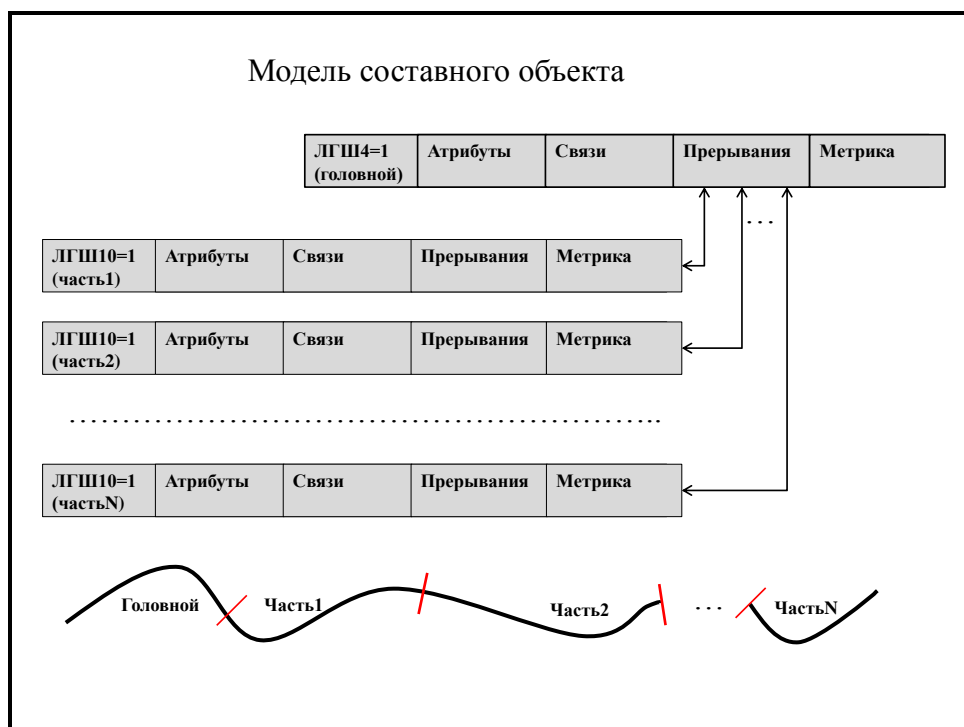 Модель составного объекта
ЛГШ4=1 Атрибуты Связи Прерывания Метрика
(головной)
. . .
ЛГШ10=1 Атрибуты Связи Прерывания Метрика
(часть1)
ЛГШ10=1 Атрибуты Связи Прерывания Метрика
(часть2)
ЛГШ10=1 Атрибуты Связи Прерывания Метрика
(частьN)
Головной Часть1 Часть2 . . . ЧастьN